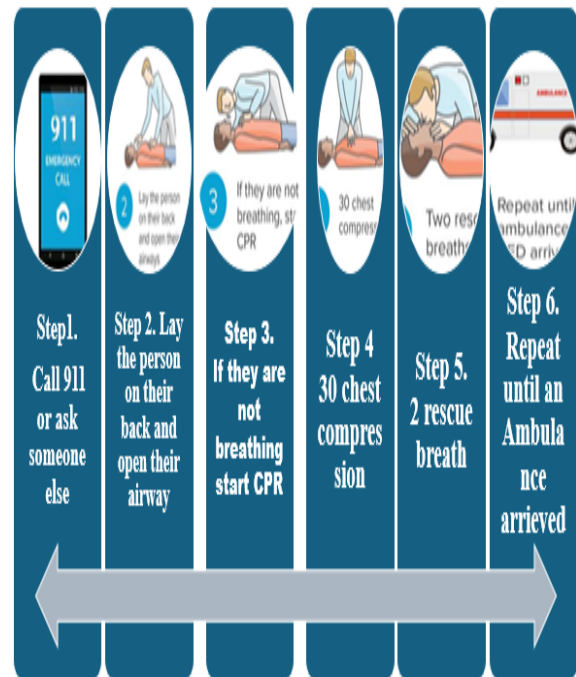 911
EMERGENCY
CALL
Step1.
Call 911
or ask
someone
else
2
Lay the person
on their back
and open their
airways
Step 2. Lay
the person
on their
back and
open their
airway
3
If they are not
breathing, st
CPR
Step 3.
If they are
not
breathing
start CPR
30 chest
compress
Step 4
30 chest
compres
sion
Two res
breaths
Step 5.
2 rescue
breath
AMBULANCE
Repeat until
ambulance
ED arriv
Step 6.
Repeat
until an
Ambula
nce
arrieved